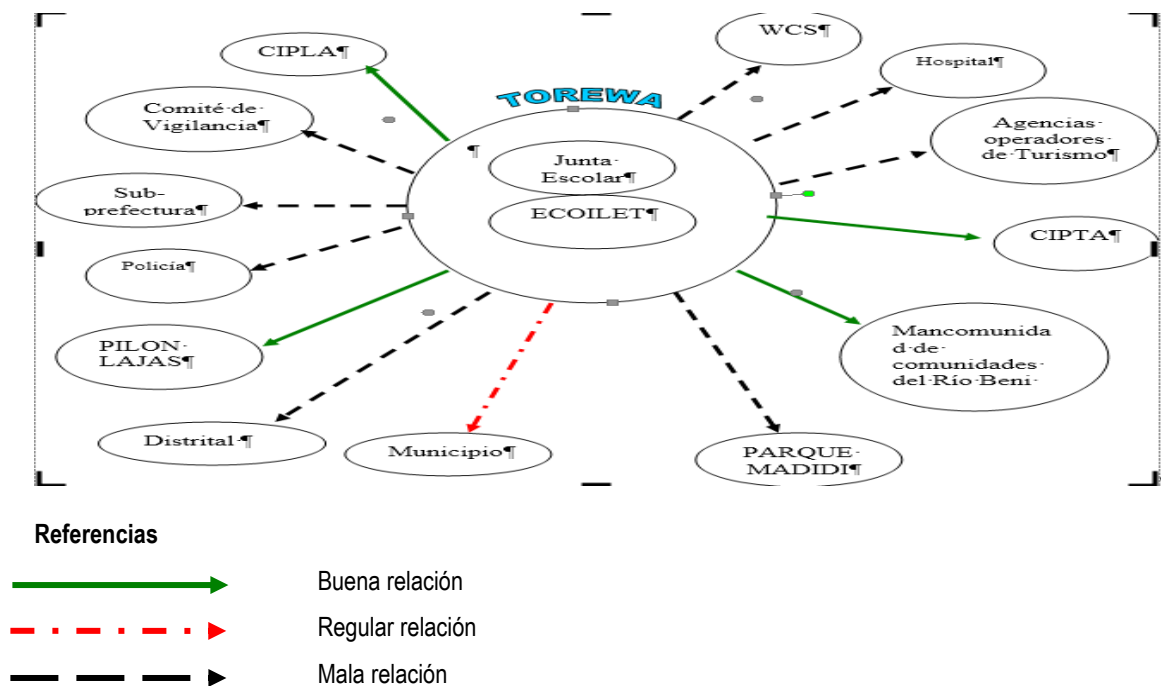 WCS¶
CIPLA¶
Hospital¶
TOREWA
Comité·de·
Vigilancia¶
Agencias·
operadores·
de·Turismo¶
¶
Junta·
Escolar¶
Sub-
prefectura¶
ECOILET¶
CIPTA¶
Policía¶
PILON·
LAJAS¶
Mancomunida
d·de·
comunidades·
del·Río·Beni·
Distrital·¶
Municipio¶
PARQUE·
MADIDI¶
Referencias
Buena relación
Regular relación
Mala relación